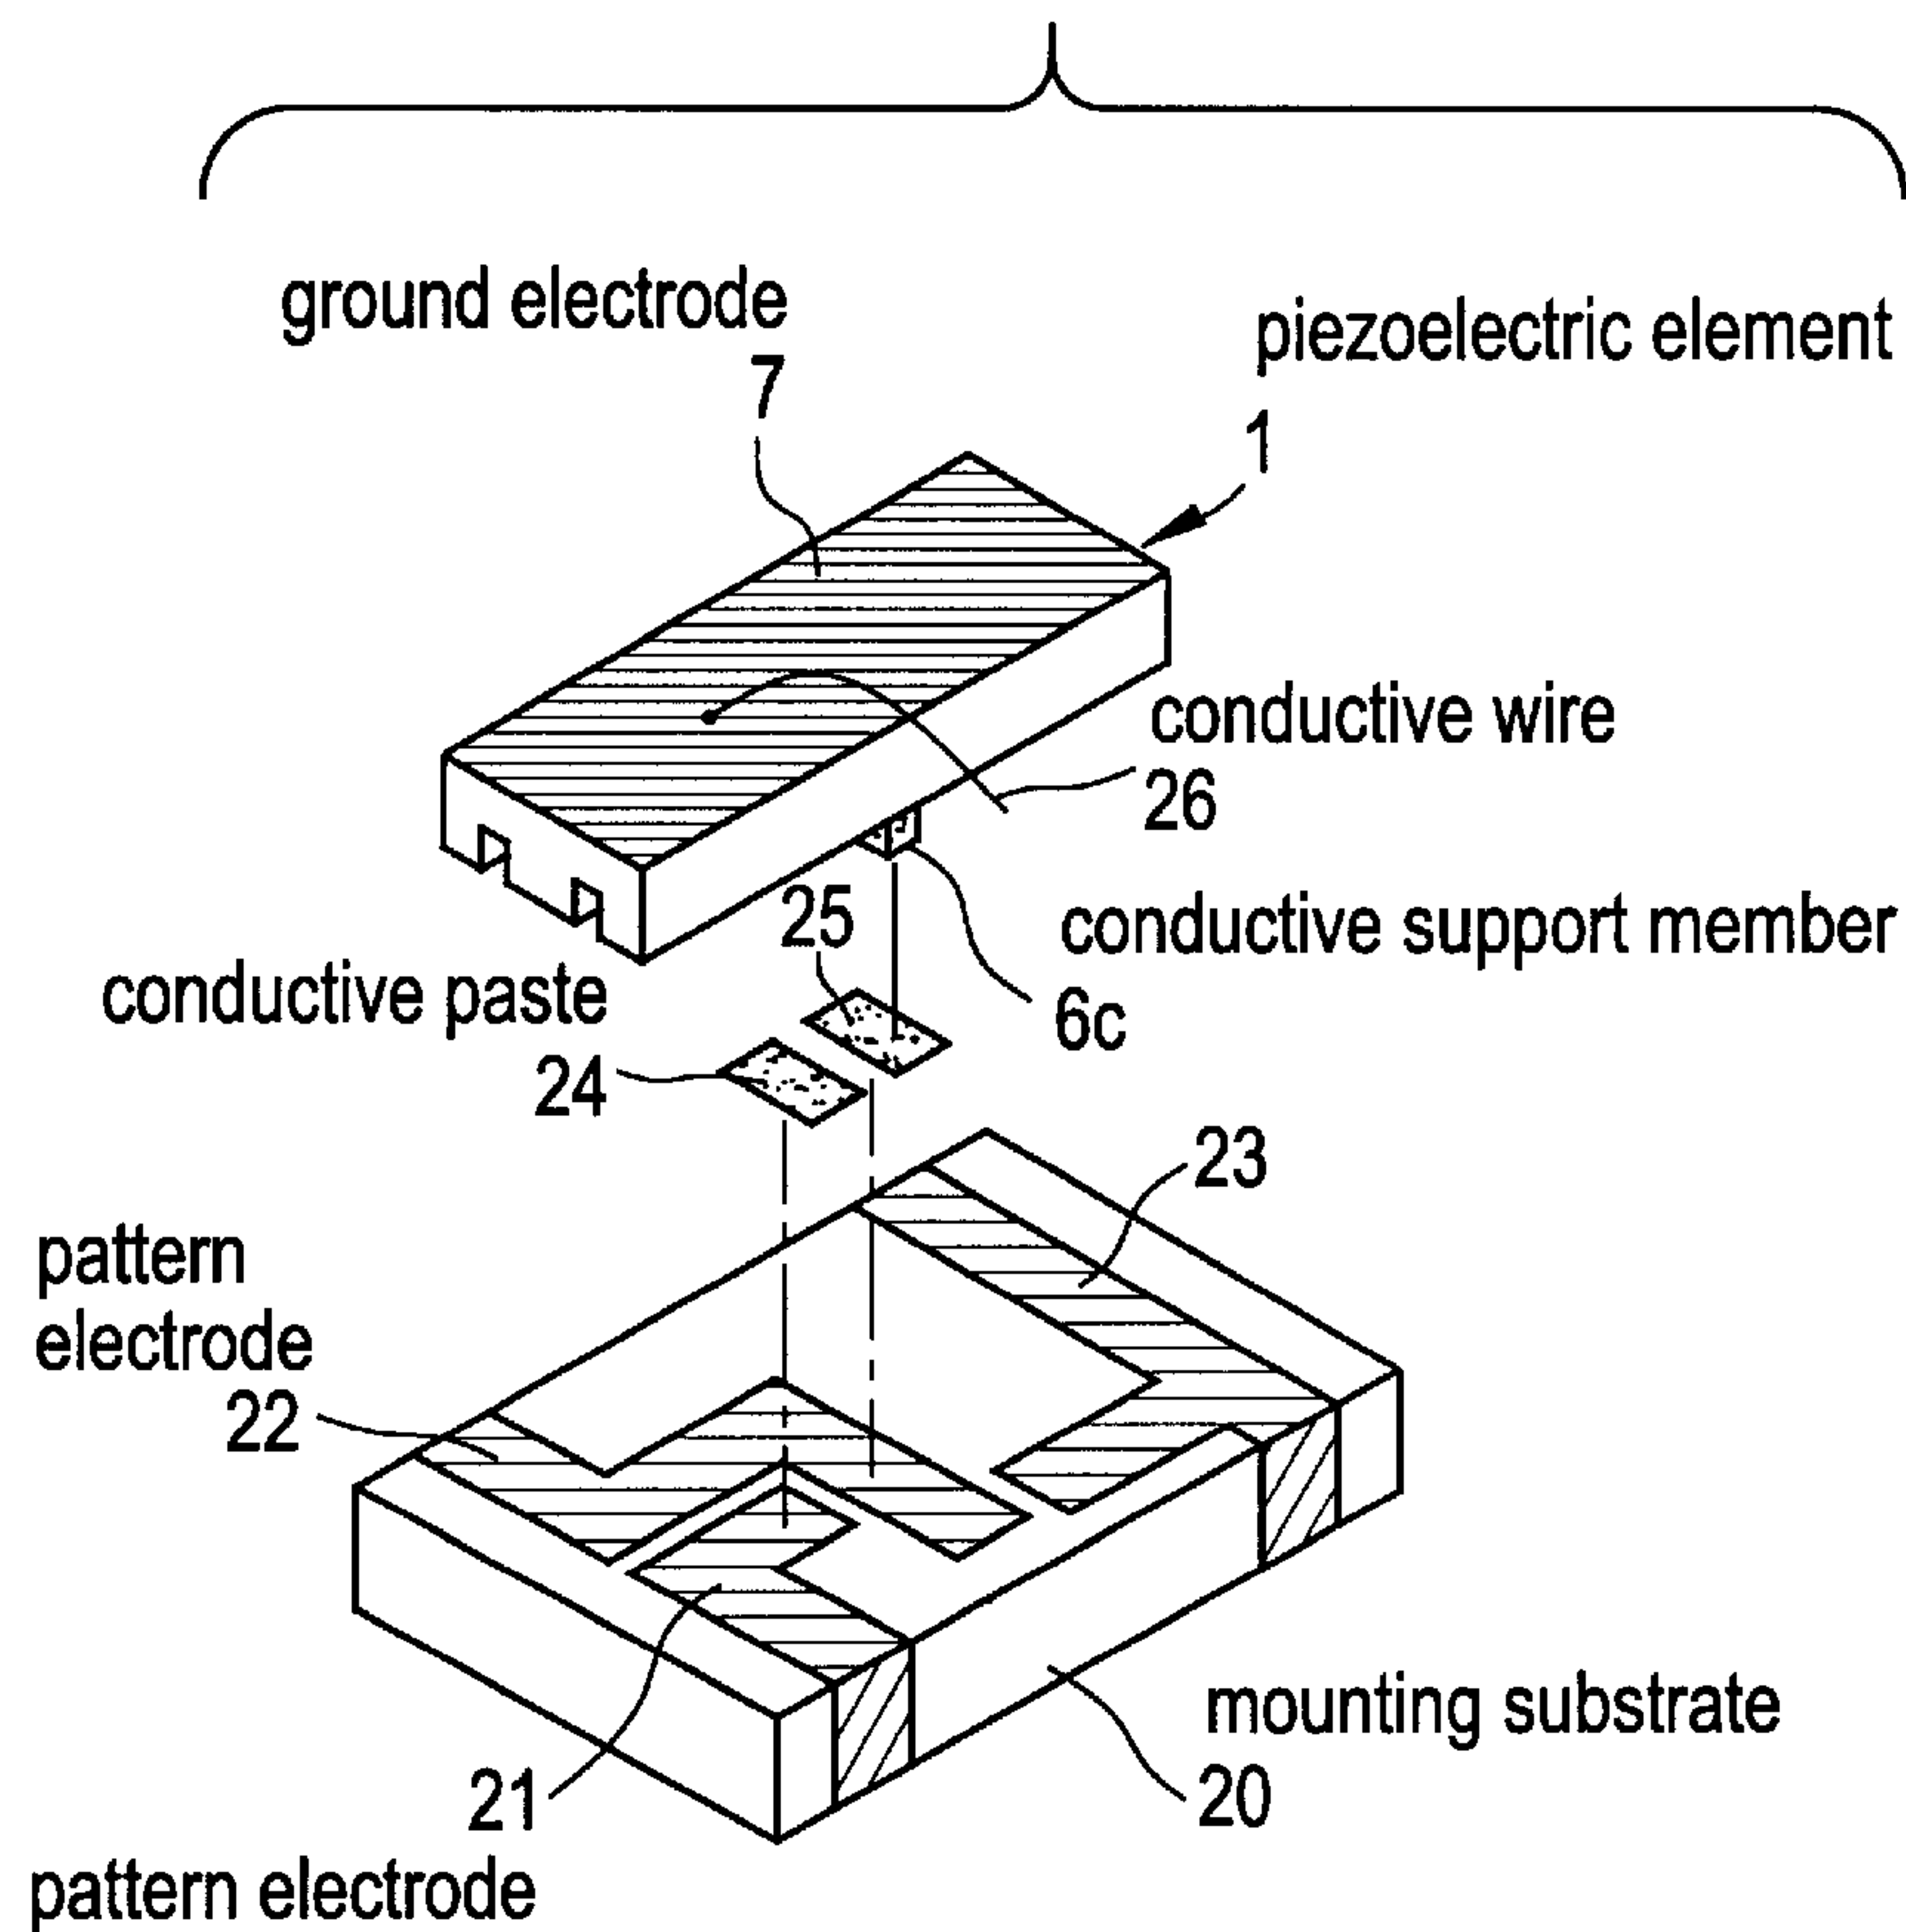 ground electrode
7
piezoelectric element
1
conductive wire
26
25
conductive support member
6c
conductive paste
24
23
pattern
electrode
22
mounting substrate
20
21
pattern electrode